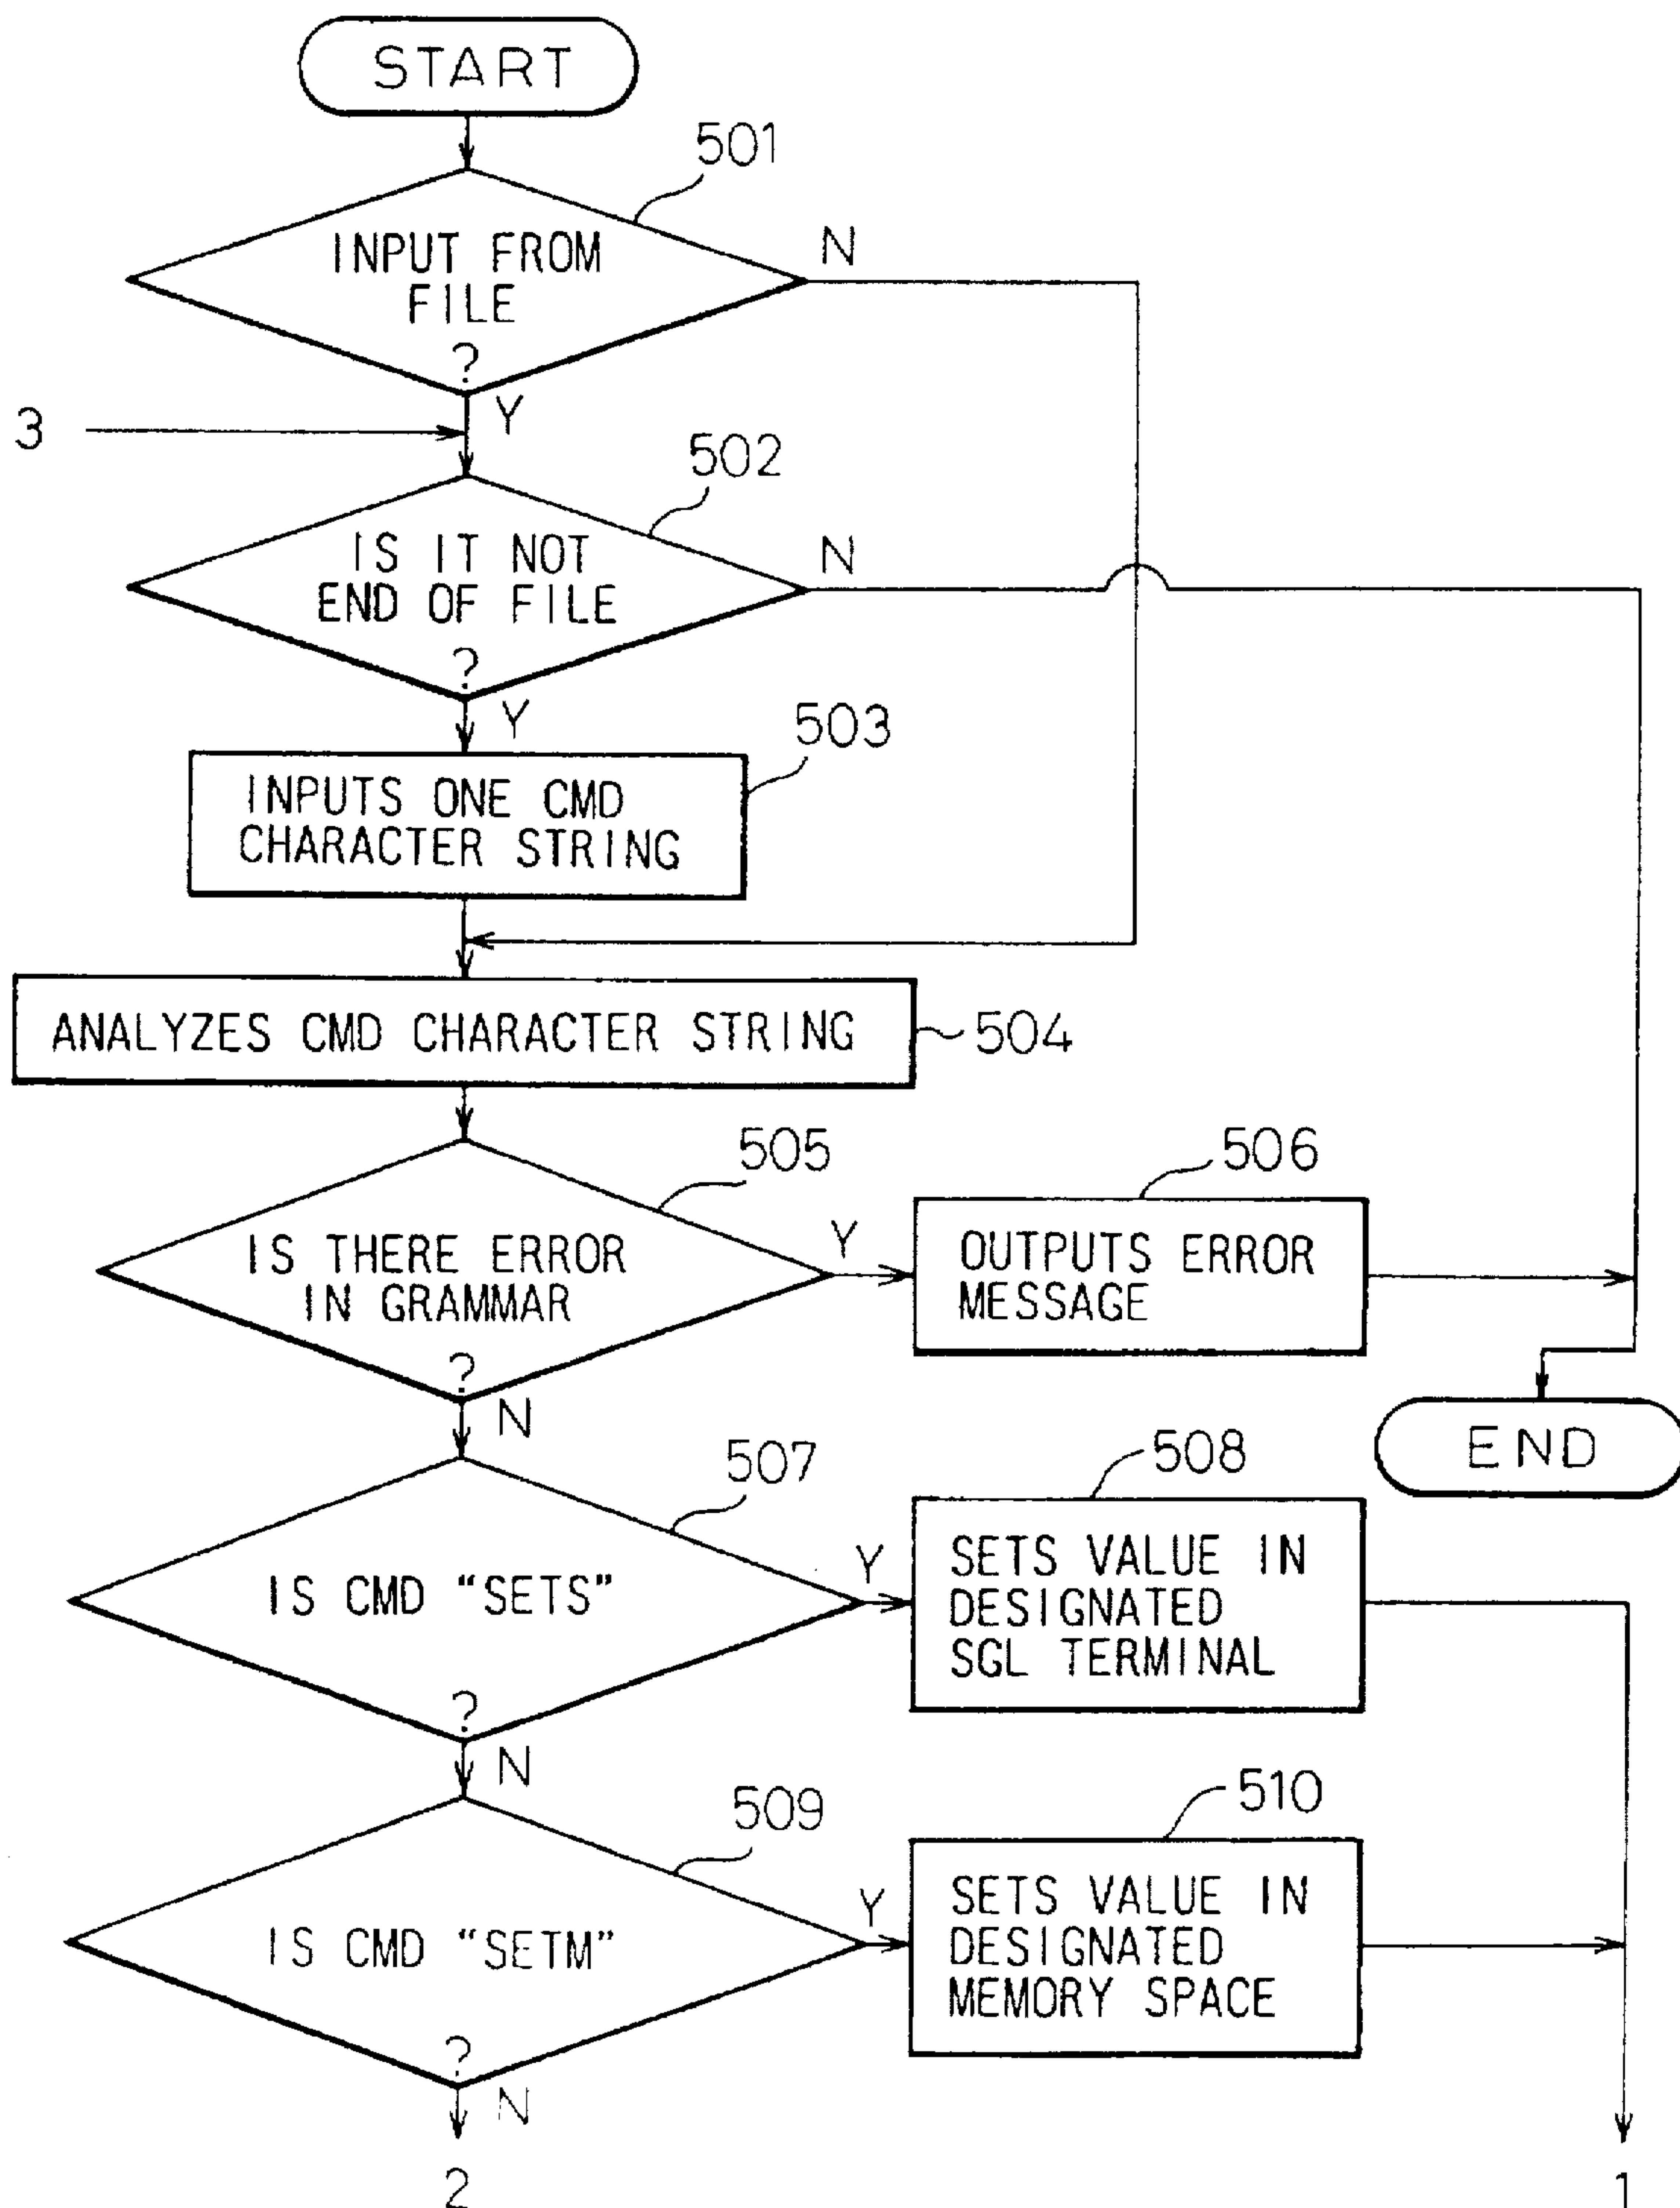 START
501
INPUT FROM
FILE
?
N
Y
3
502
IS IT NOT
END OF FILE
?
N
Y
503
INPUTS ONE CMD
CHARACTER STRING
ANALYZES CMD CHARACTER STRING
504
505
IS THERE ERROR
IN GRAMMAR
?
Y
N
506
OUTPUTS ERROR
MESSAGE
END
507
IS CMD “SETS”
?
Y
N
508
SETS VALUE IN
DESIGNATED
SGL TERMINAL
509
IS CMD “SETM”
?
Y
N
510
SETS VALUE IN
DESIGNATED
MEMORY SPACE
2
1